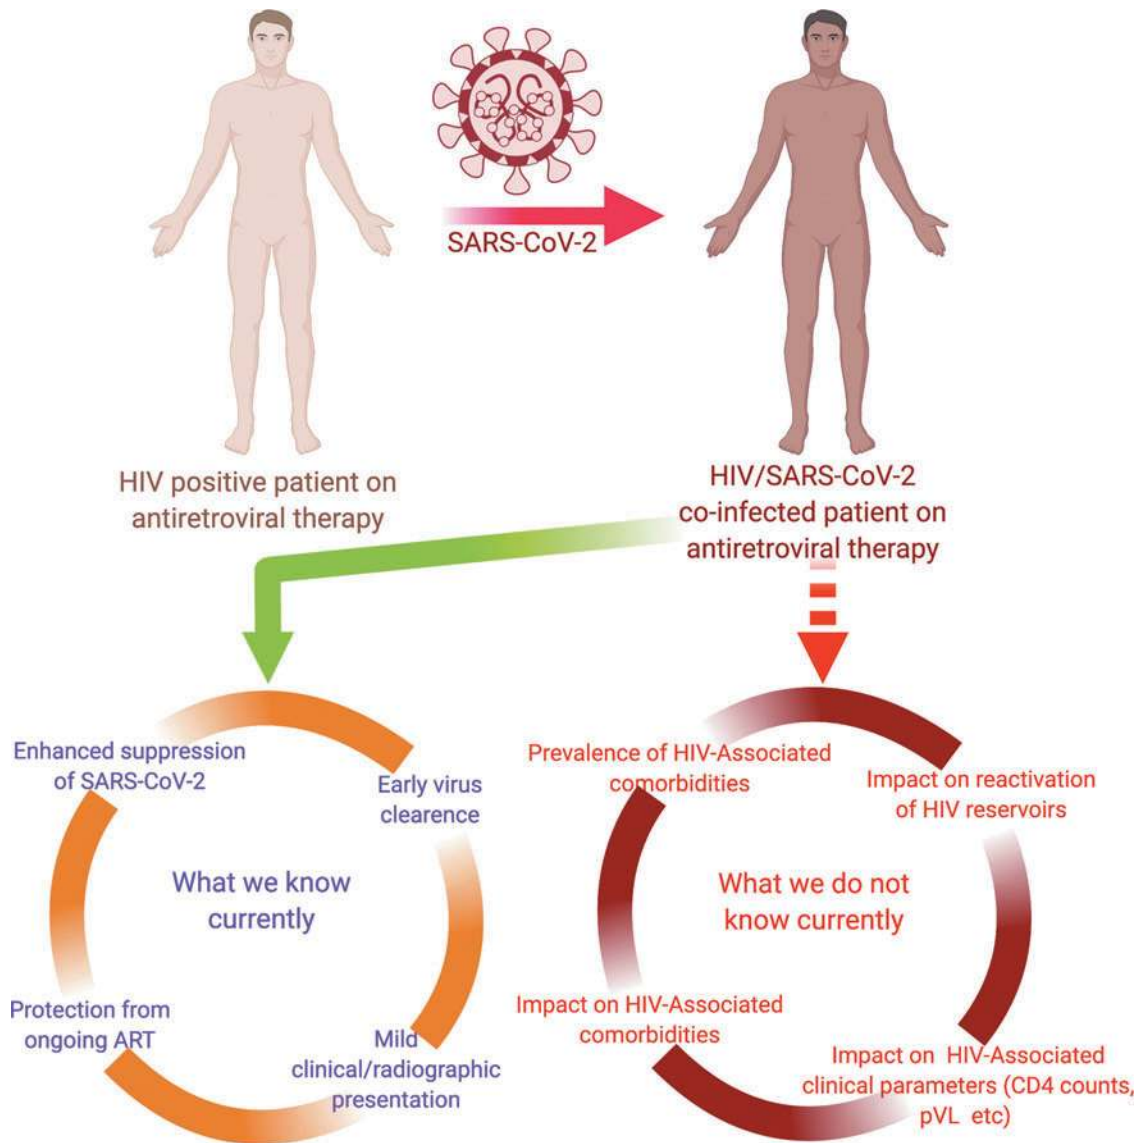 SARS-CoV-2
HIV positive patient on
antiretroviral therapy
HIV/SARS-CoV-2
co-infected patient on
antiretroviral therapy
Enhanced suppression
of SARS-CoV-2
Early virus
clearence
What we know
currently
Protection from
ongoing ART
Mild
clinical/radiographic
presentation
Prevalence of HIV-Associated
comorbidities
Impact on reactivation
of HIV reservoirs
What we do not
know currently
Impact on HIV-Associated
comorbidities
Impact on HIV-Associated
clinical parameters (CD4 counts,
pVL etc)